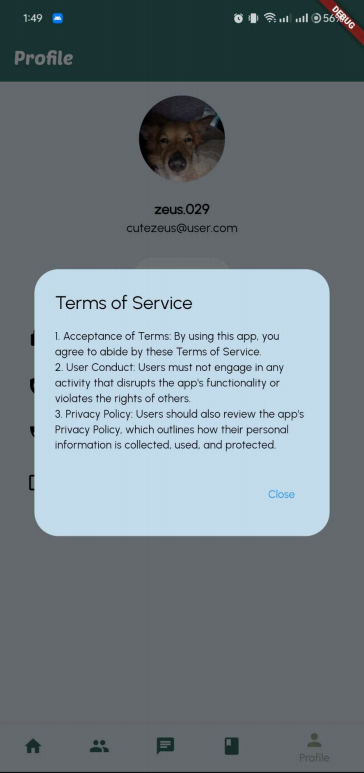 1:49
56%
DEBUG
Profile
zeus.029
cutezeus@user.com
Terms of Service
1. Acceptance of Terms: By using this app, you
agree to abide by these Terms of Service.
2. User Conduct: Users must not engage in any
activity that disrupts the app's functionality or
violates the rights of others.
3. Privacy Policy: Users should also review the app's
Privacy Policy, which outlines how their personal
information is collected, used, and protected.
Close
Profile